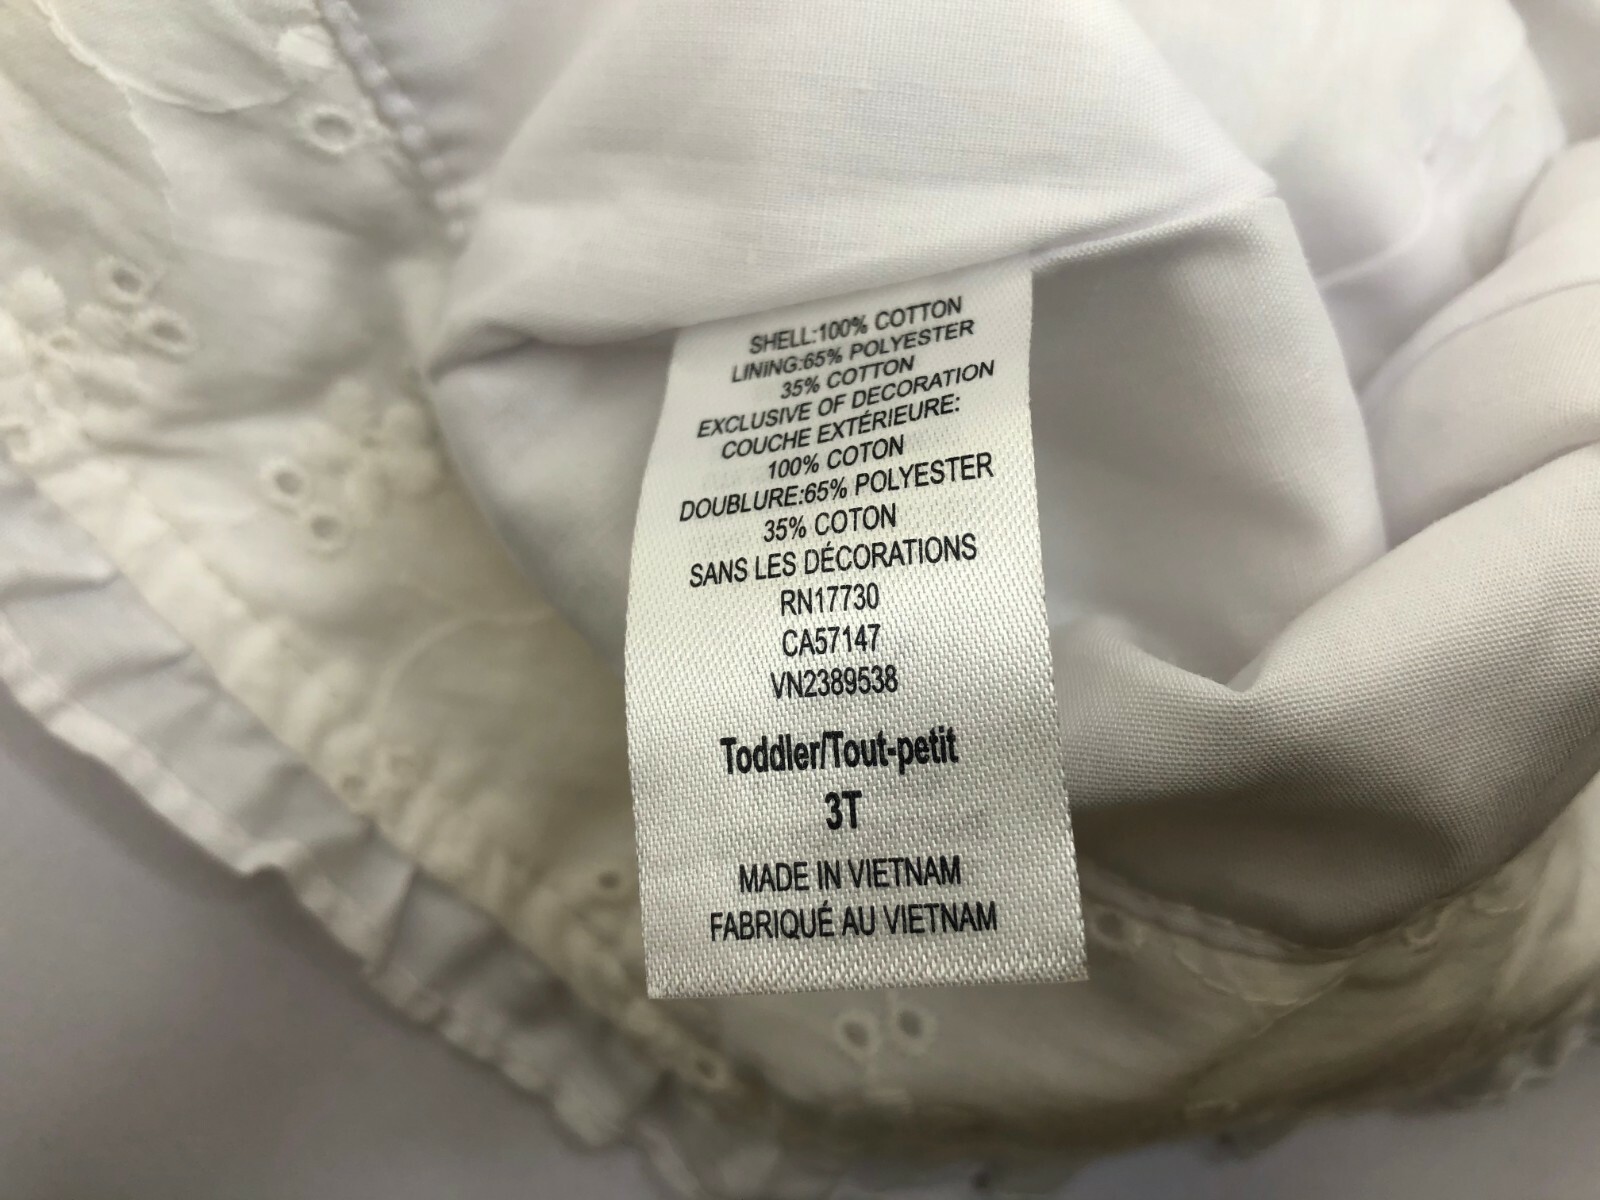 SHELL:100% COTTON
LINING:65% POLYESTER
35% COTTON
EXCLUSIVE OF DECORATION
COUCHE EXTÉRIEURE:
100% COTON
DOUBLURE:65% POLYESTER
35% COTON
SANS LES DÉCORATIONS
RN17730
CA57147
VN2389538
Toddler/Tout-petit
3T
MADE IN VIETNAM
FABRIQUÉ AU VIETNAM